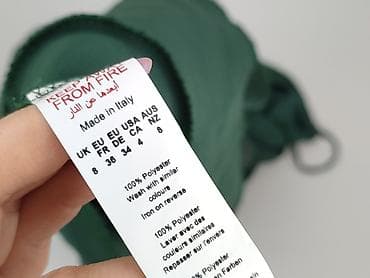 KEEP AWAY
FROM FIRE
ابعدها من النار
Made in Italy
UK EU EU USA AUS
FR DE CA NZ
8 36 34 4 8
100% Polyester
Wash with similar
colours
Iron on reverse
100% Polyester
Laver avec des
couleurs similaires
Repasser sur l'envers
100% Polyester
Farben